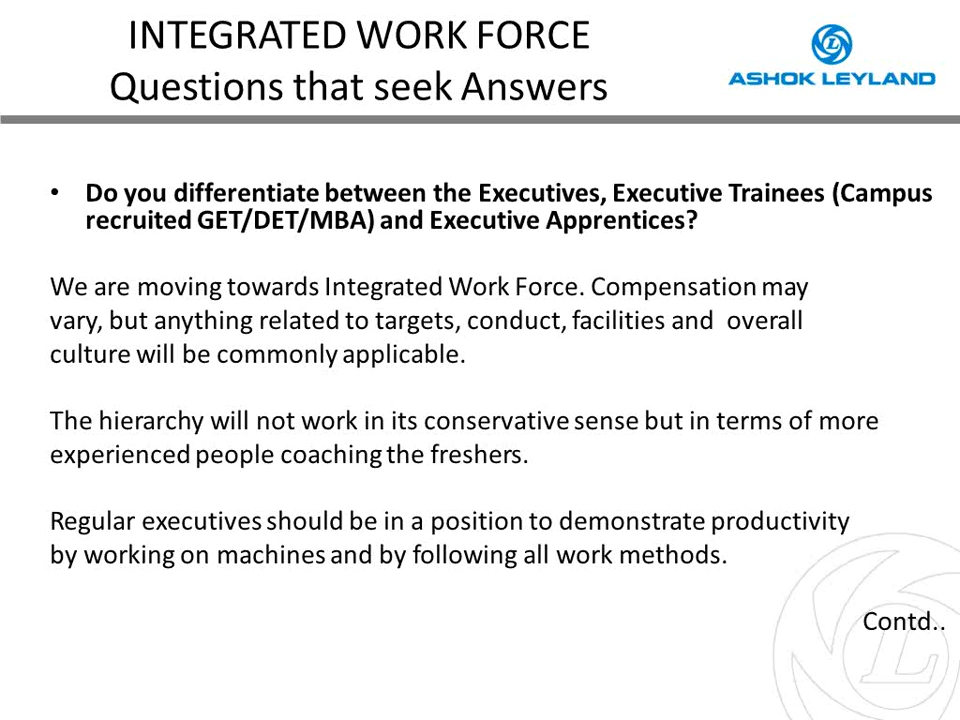 INTEGRATED WORK FORCE
Questions that seek Answers
ASHOK LEYLAND
• Do you differentiate between the Executives, Executive Trainees (Campus
recruited GET/DET/MBA) and Executive Apprentices?
We are moving towards Integrated Work Force. Compensation may
vary, but anything related to targets, conduct, facilities and overall
culture will be commonly applicable.
The hierarchy will not work in its conservative sense but in terms of more
experienced people coaching the freshers.
Regular executives should be in a position to demonstrate productivity
by working on machines and by following all work methods.
Contd..